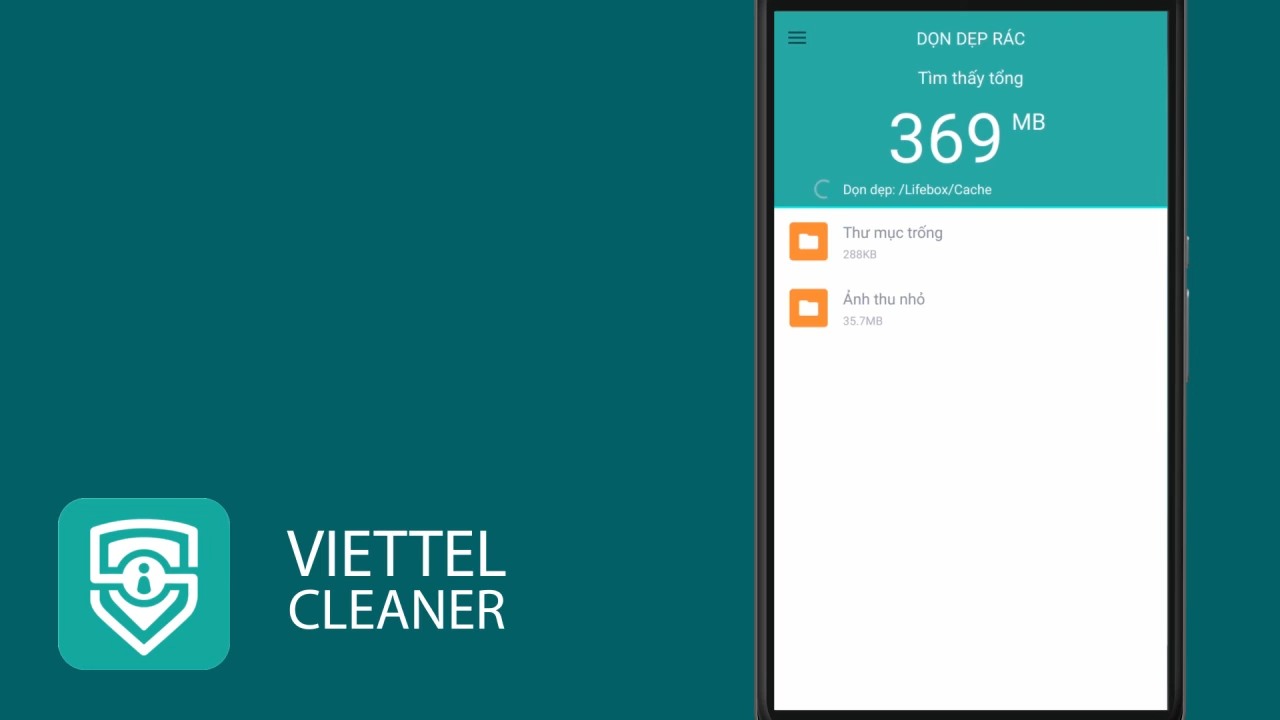 DỌN DẸP RÁC
Tìm thấy tổng
369 MB
Dọn dẹp: /Lifebox/Cache
Thư mục trống
288KB
Ảnh thu nhỏ
35.7MB
VIETTEL
CLEANER